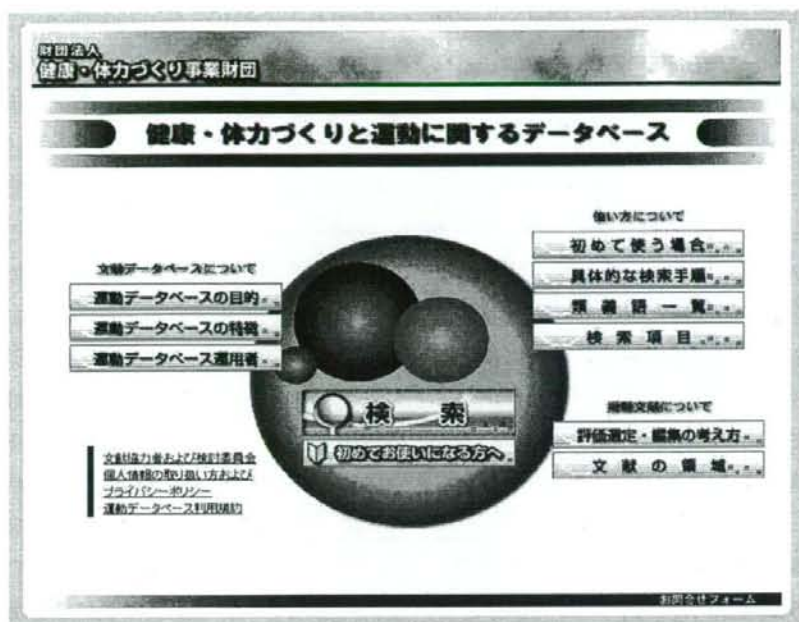 財団法人
健康・体力づくり事業財団
健康・体力づくりと運動に関するデータベース
文献データベースについて
運動データベースの目的
運動データベースの特徴
運動データベース運用者
文献協力者および検討委員会
個人情報の取り扱い方および
プライバシーポリシー
運動データベース利用規約
検索
初めてお使いになる方へ
使い方について
初めて使う場合
具体的な検索手順
類義語一覧
検索項目
掲載文献について
評価選定・編集の考え方
文献の領域
お問合せフォーム